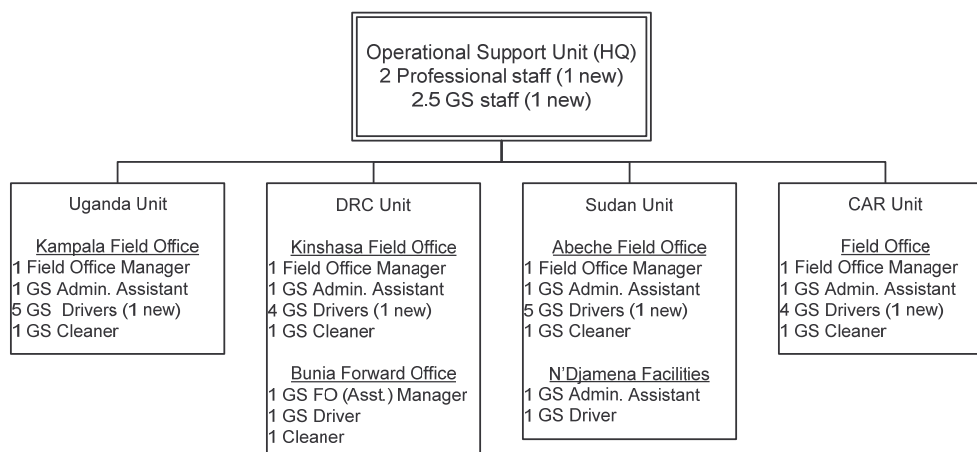 Operational Support Unit (HQ)
2 Professional staff (1 new)
2.5 GS staff (1 new)
Uganda Unit
Kampala Field Office
1 Field Office Manager
1 GS Admin. Assistant
5 GS Drivers (1 new)
1 GS Cleaner
DRC Unit
Kinshasa Field Office
1 Field Office Manager
1 GS Admin. Assistant
4 GS Drivers (1 new)
1 GS Cleaner
Bunia Forward Office
1 GS FO (Asst.) Manager
1 GS Driver
1 Cleaner
Sudan Unit
Abeche Field Office
1 Field Office Manager
1 GS Admin. Assistant
5 GS Drivers (1 new)
1 GS Cleaner
N'Djamena Facilities
1 GS Admin. Assistant
1 GS Driver
CAR Unit
Field Office
1 Field Office Manager
1 GS Admin. Assistant
4 GS Drivers (1 new)
1 GS Cleaner